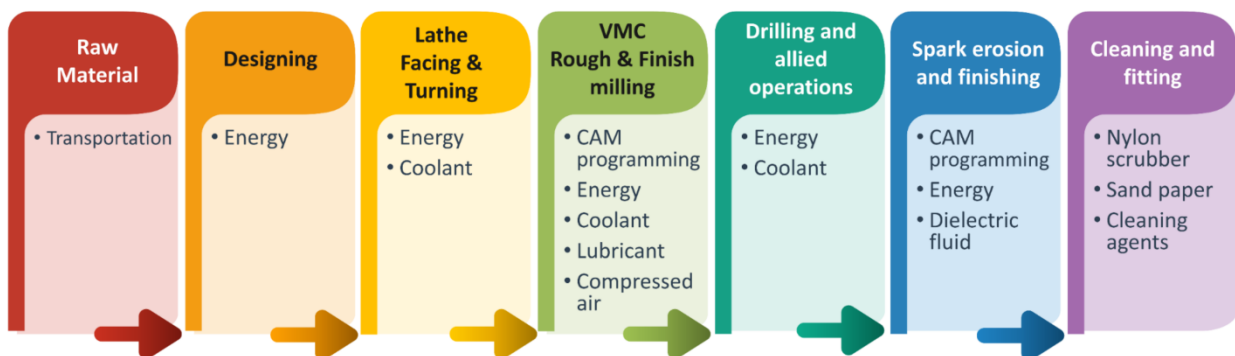 Raw
Material
• Transportation
Designing
• Energy
Lathe
Facing &
Turning
• Energy
• Coolant
VMC
Rough & Finish
milling
• CAM
programming
• Energy
• Coolant
• Lubricant
• Compressed
air
Drilling and
allied
operations
• Energy
• Coolant
Spark erosion
and finishing
• CAM
programming
• Energy
• Dielectric
fluid
Cleaning and
fitting
• Nylon
scrubber
• Sand paper
• Cleaning
agents